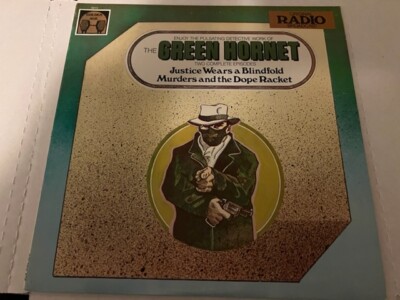 RADIO
ENJOY THE PULSATING DETECTIVE WORK OF
THE GREEN HORNET
TWO COMPLETE EPISODES
Justice Wears a Blindfold
Murders and the Dope Racket